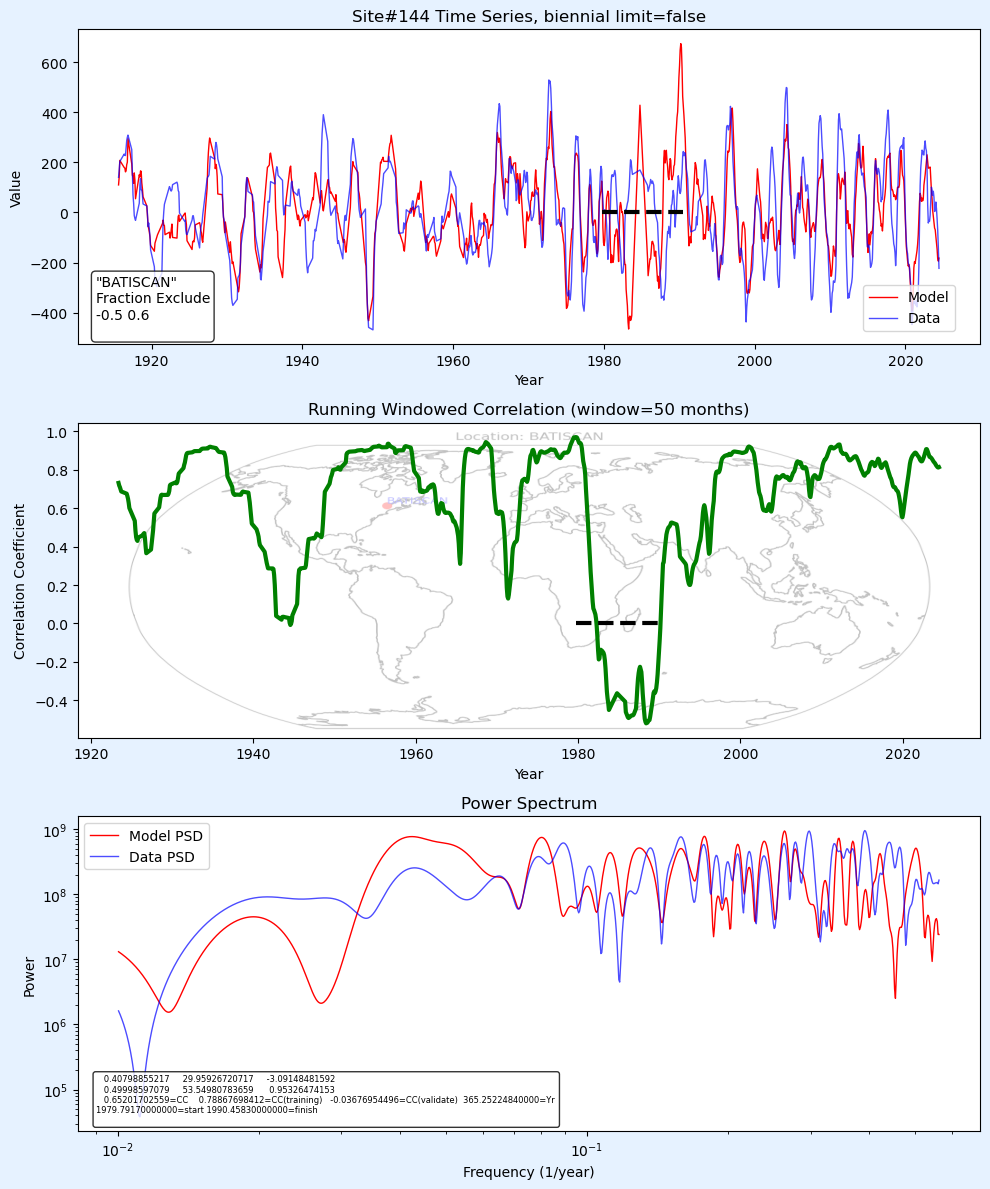 Site#144 Time Series, biennial limit=false
Value
600
400
200
0
−200
−400
"BATISCAN"
Fraction Exclude
-0.5 0.6
Model
Data
1920
1940
1960
1980
2000
2020
Year
Running Windowed Correlation (window=50 months)
Location: BATISCAN
BATISCAN
Correlation Coefficient
1.0
0.8
0.6
0.4
0.2
0.0
−0.2
−0.4
1920
1940
1960
1980
2000
2020
Year
Power Spectrum
Model PSD
Data PSD
Power
10⁹
10⁸
10⁷
10⁶
10⁵
0.40798855217 29.95926720717 -3.09148481592
0.49998597079 53.54980783659 0.95326474153
0.65201702559=CC 0.78867698412=CC(training) -0.03676954496=CC(validate) 365.25224840000=Yr
1979.79170000000=start 1990.45830000000=finish
10⁻²
10⁻¹
Frequency (1/year)